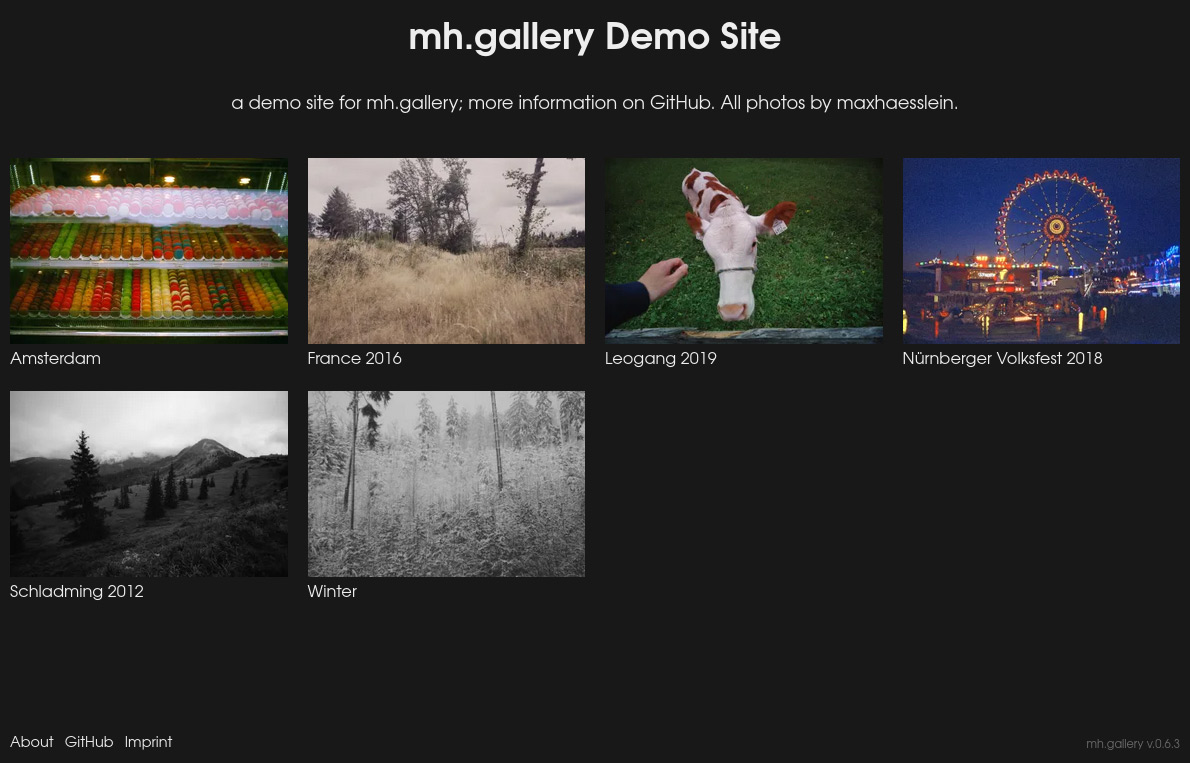 mh.gallery Demo Site
a demo site for mh.gallery; more information on GitHub. All photos by maxhaesslein.
Amsterdam
France 2016
Leogang 2019
Nürnberger Volksfest 2018
Schladming 2012
Winter
About GitHub Imprint
mh.gallery v.0.6.3